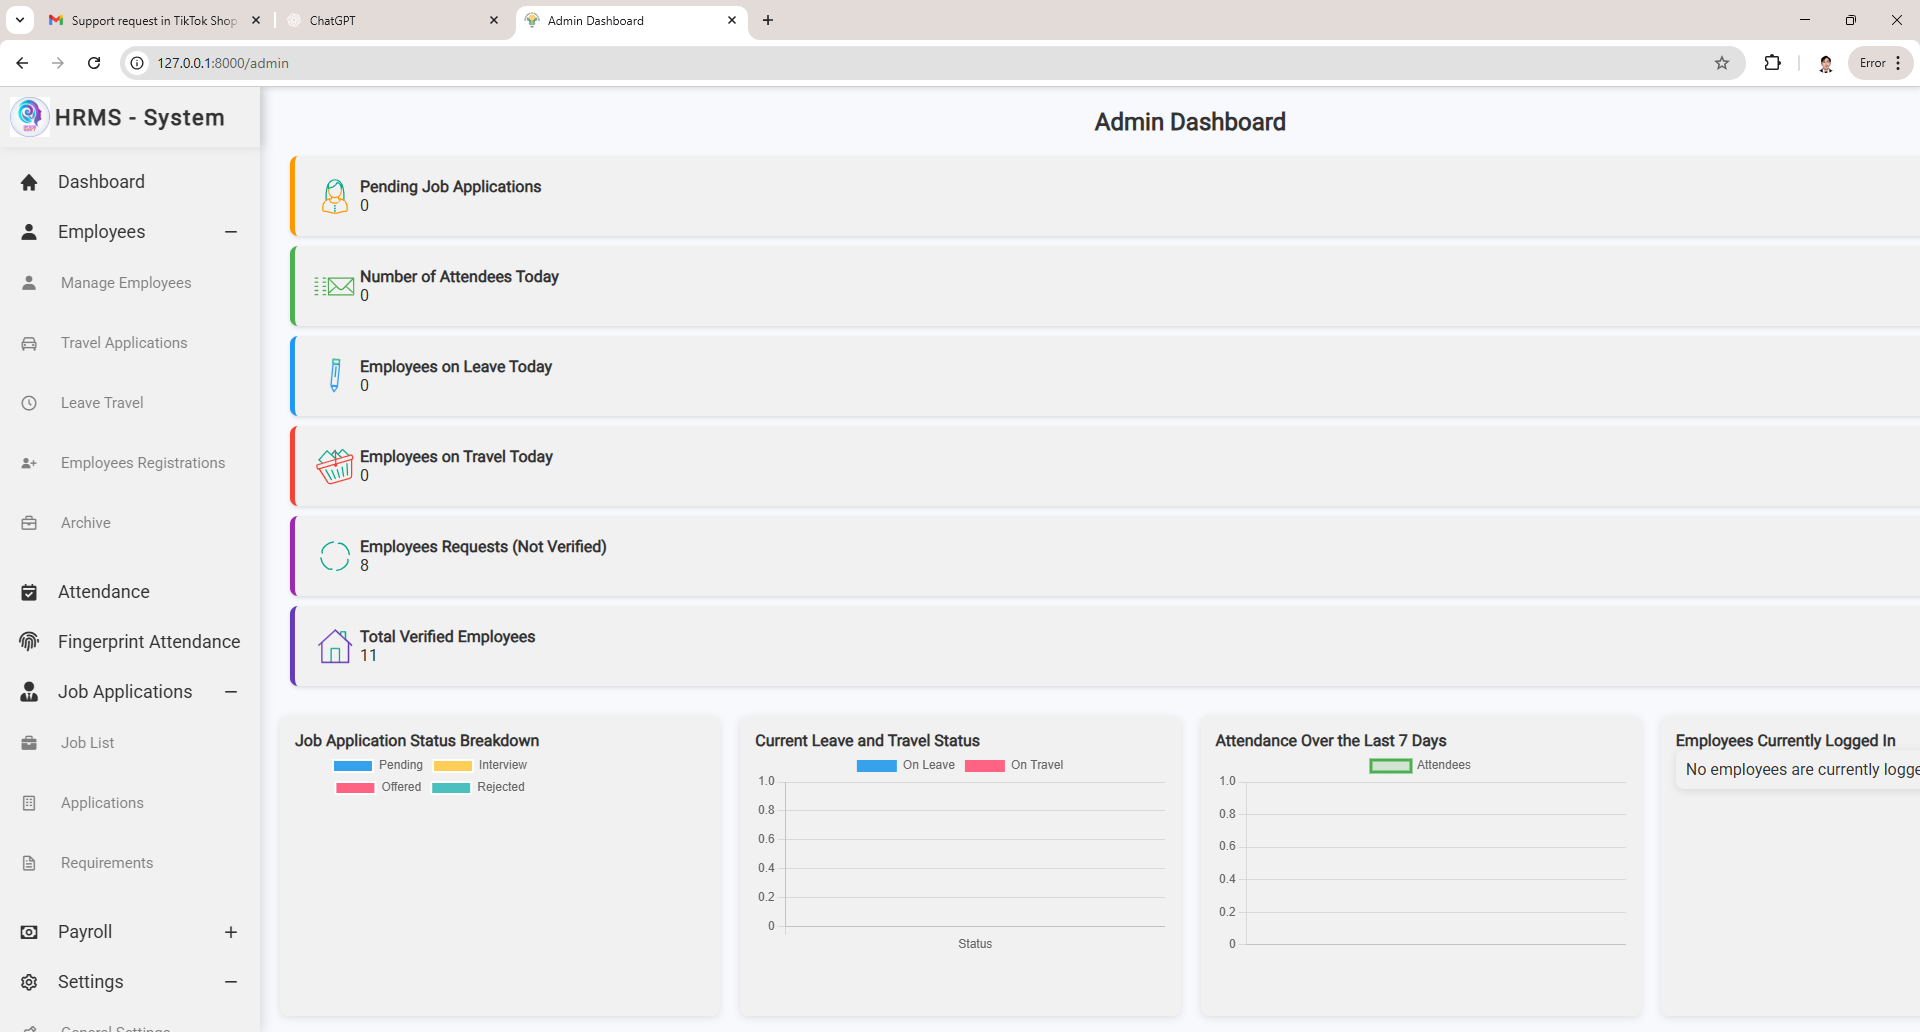 Support request in TikTok Shop
ChatGPT
Admin Dashboard
127.0.0.1:8000/admin
Error
HRMS - System
Dashboard
Employees
Manage Employees
Travel Applications
Leave Travel
Employees Registrations
Archive
Attendance
Fingerprint Attendance
Job Applications
Job List
Applications
Requirements
Payroll
Settings
General Settings
Admin Dashboard
Pending Job Applications
0
Number of Attendees Today
0
Employees on Leave Today
0
Employees on Travel Today
0
Employees Requests (Not Verified)
8
Total Verified Employees
11
Job Application Status Breakdown
Pending Interview
Offered Rejected
Current Leave and Travel Status
On Leave On Travel
1.0
0.8
0.6
0.4
0.2
0
Status
Attendance Over the Last 7 Days
Attendees
1.0
0.8
0.6
0.4
0.2
0
Employees Currently Logged In
No employees are currently logge